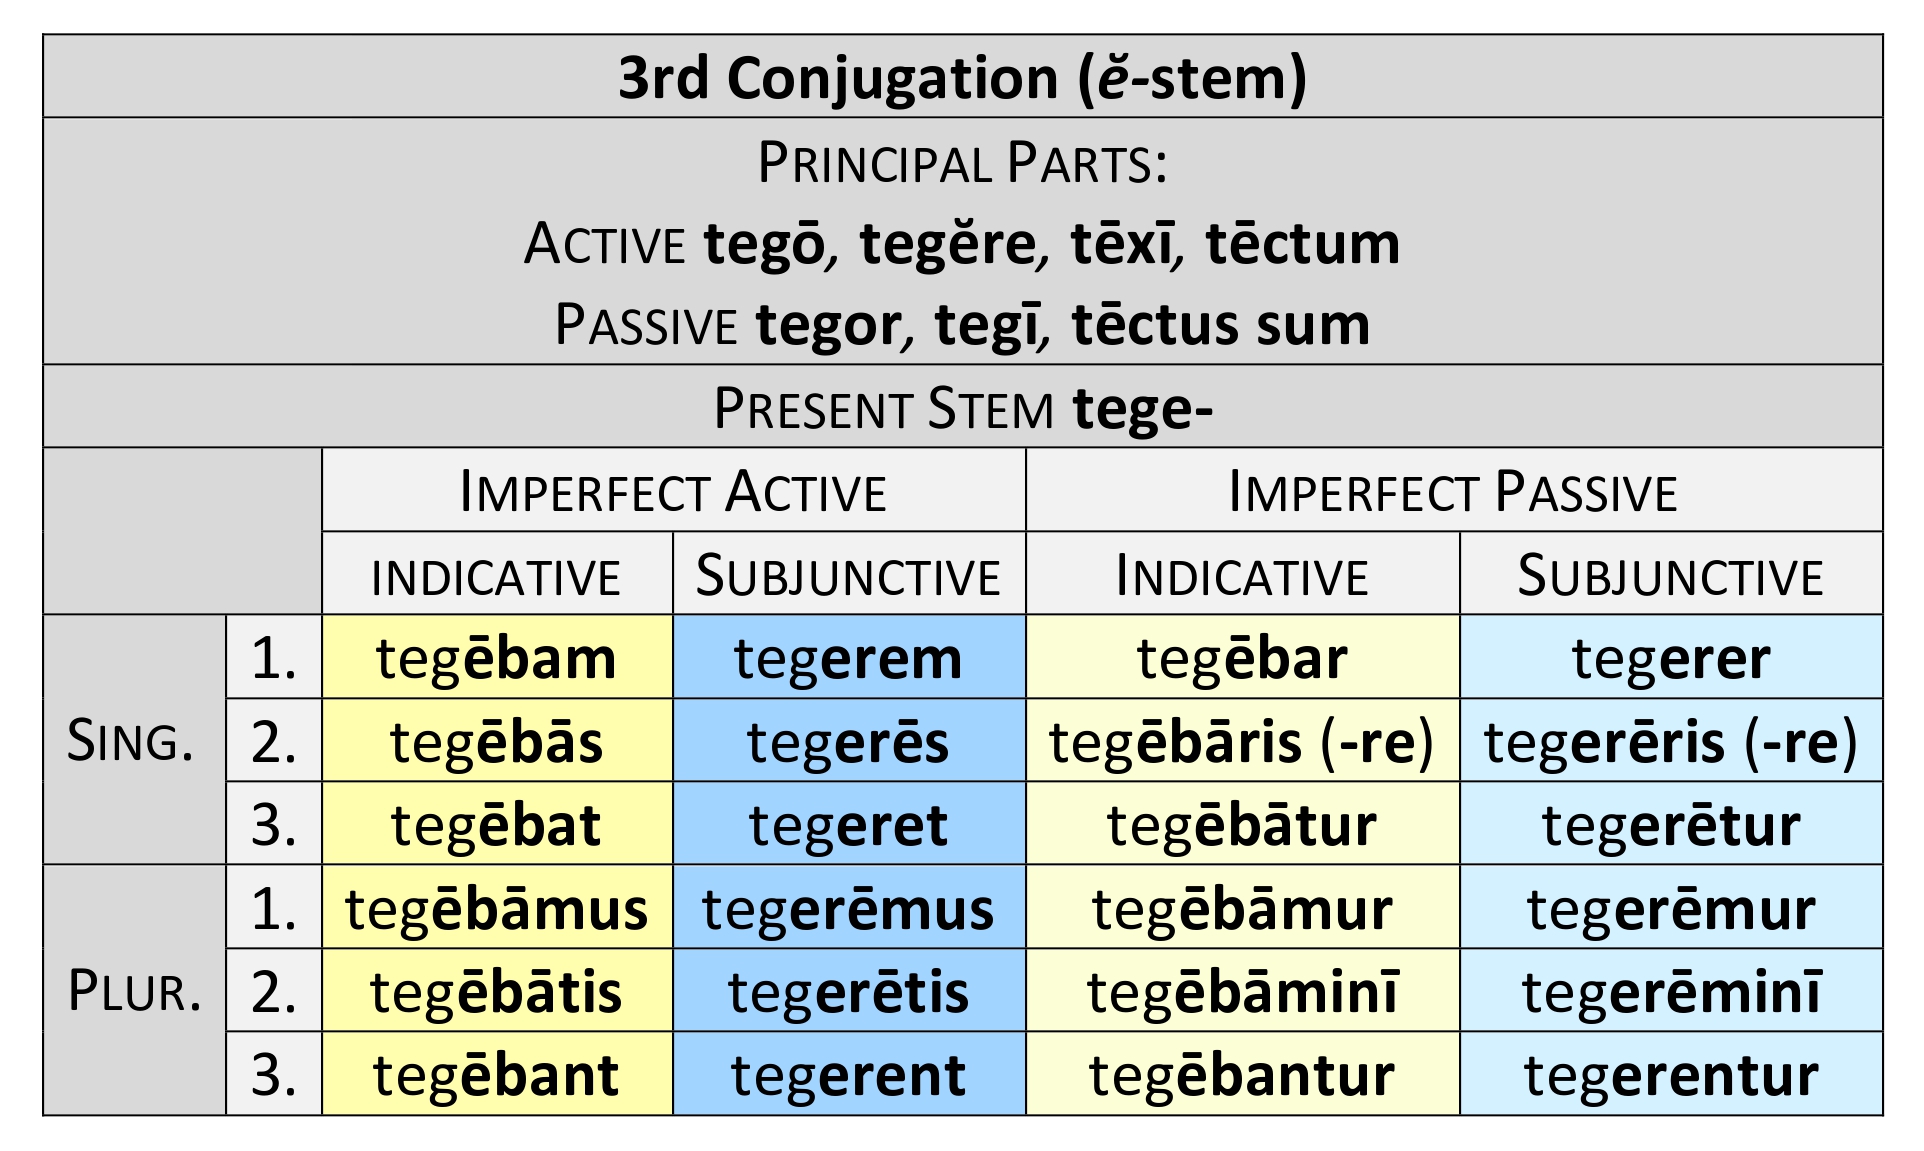 3rd Conjugation (ĕ-stem)
PRINCIPAL PARTS:
ACTIVE tegō, tegĕre, tēxī, tēctum
PASSIVE tegor, tegī, tēctus sum
PRESENT STEM tege-
IMPERFECT ACTIVE IMPERFECT PASSIVE
INDICATIVE SUBJUNCTIVE INDICATIVE SUBJUNCTIVE
SING. 1. tegēbam tegerem tegēbar tegerer
2. tegēbās tegerēs tegēbāris (-re) tegerēris (-re)
3. tegēbat tegeret tegēbātur tegerētur
PLUR. 1. tegēbāmus tegerēmus tegēbāmur tegerēmur
2. tegēbātis tegerētis tegēbāminī tegerēminī
3. tegēbant tegerent tegēbantur tegerentur